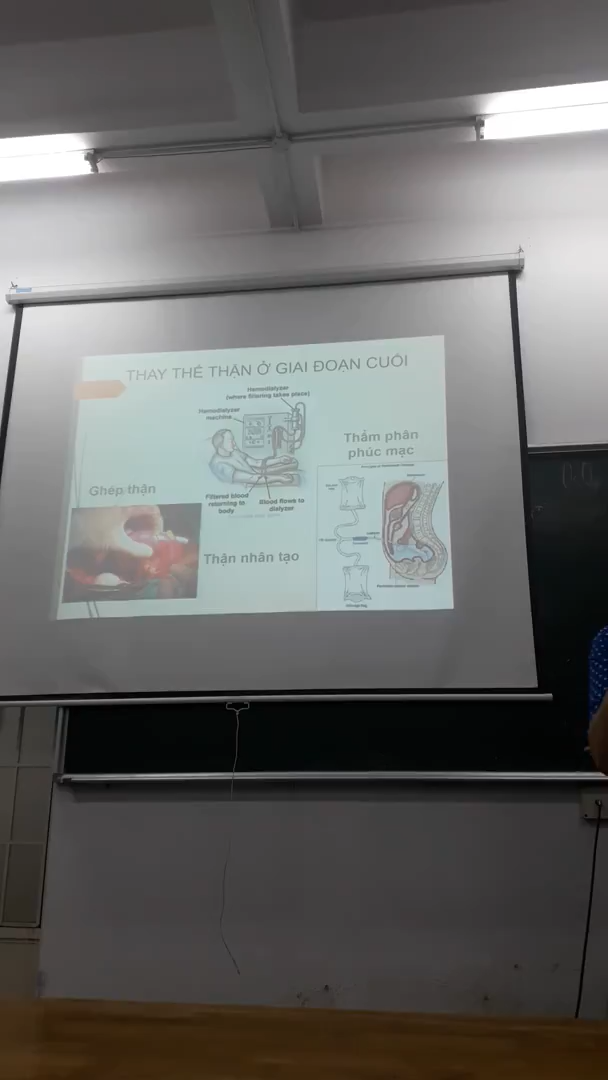 THAY THẾ THẬN Ở GIAI ĐOẠN CUỐI
Hemodialyzer
(where filtering takes place)
Hemodialyzer
machine
Filtered blood
returning to
body
Blood flows to
dialyzer
Thẩm phân
phúc mạc
Ghép thận
Thận nhân tạo